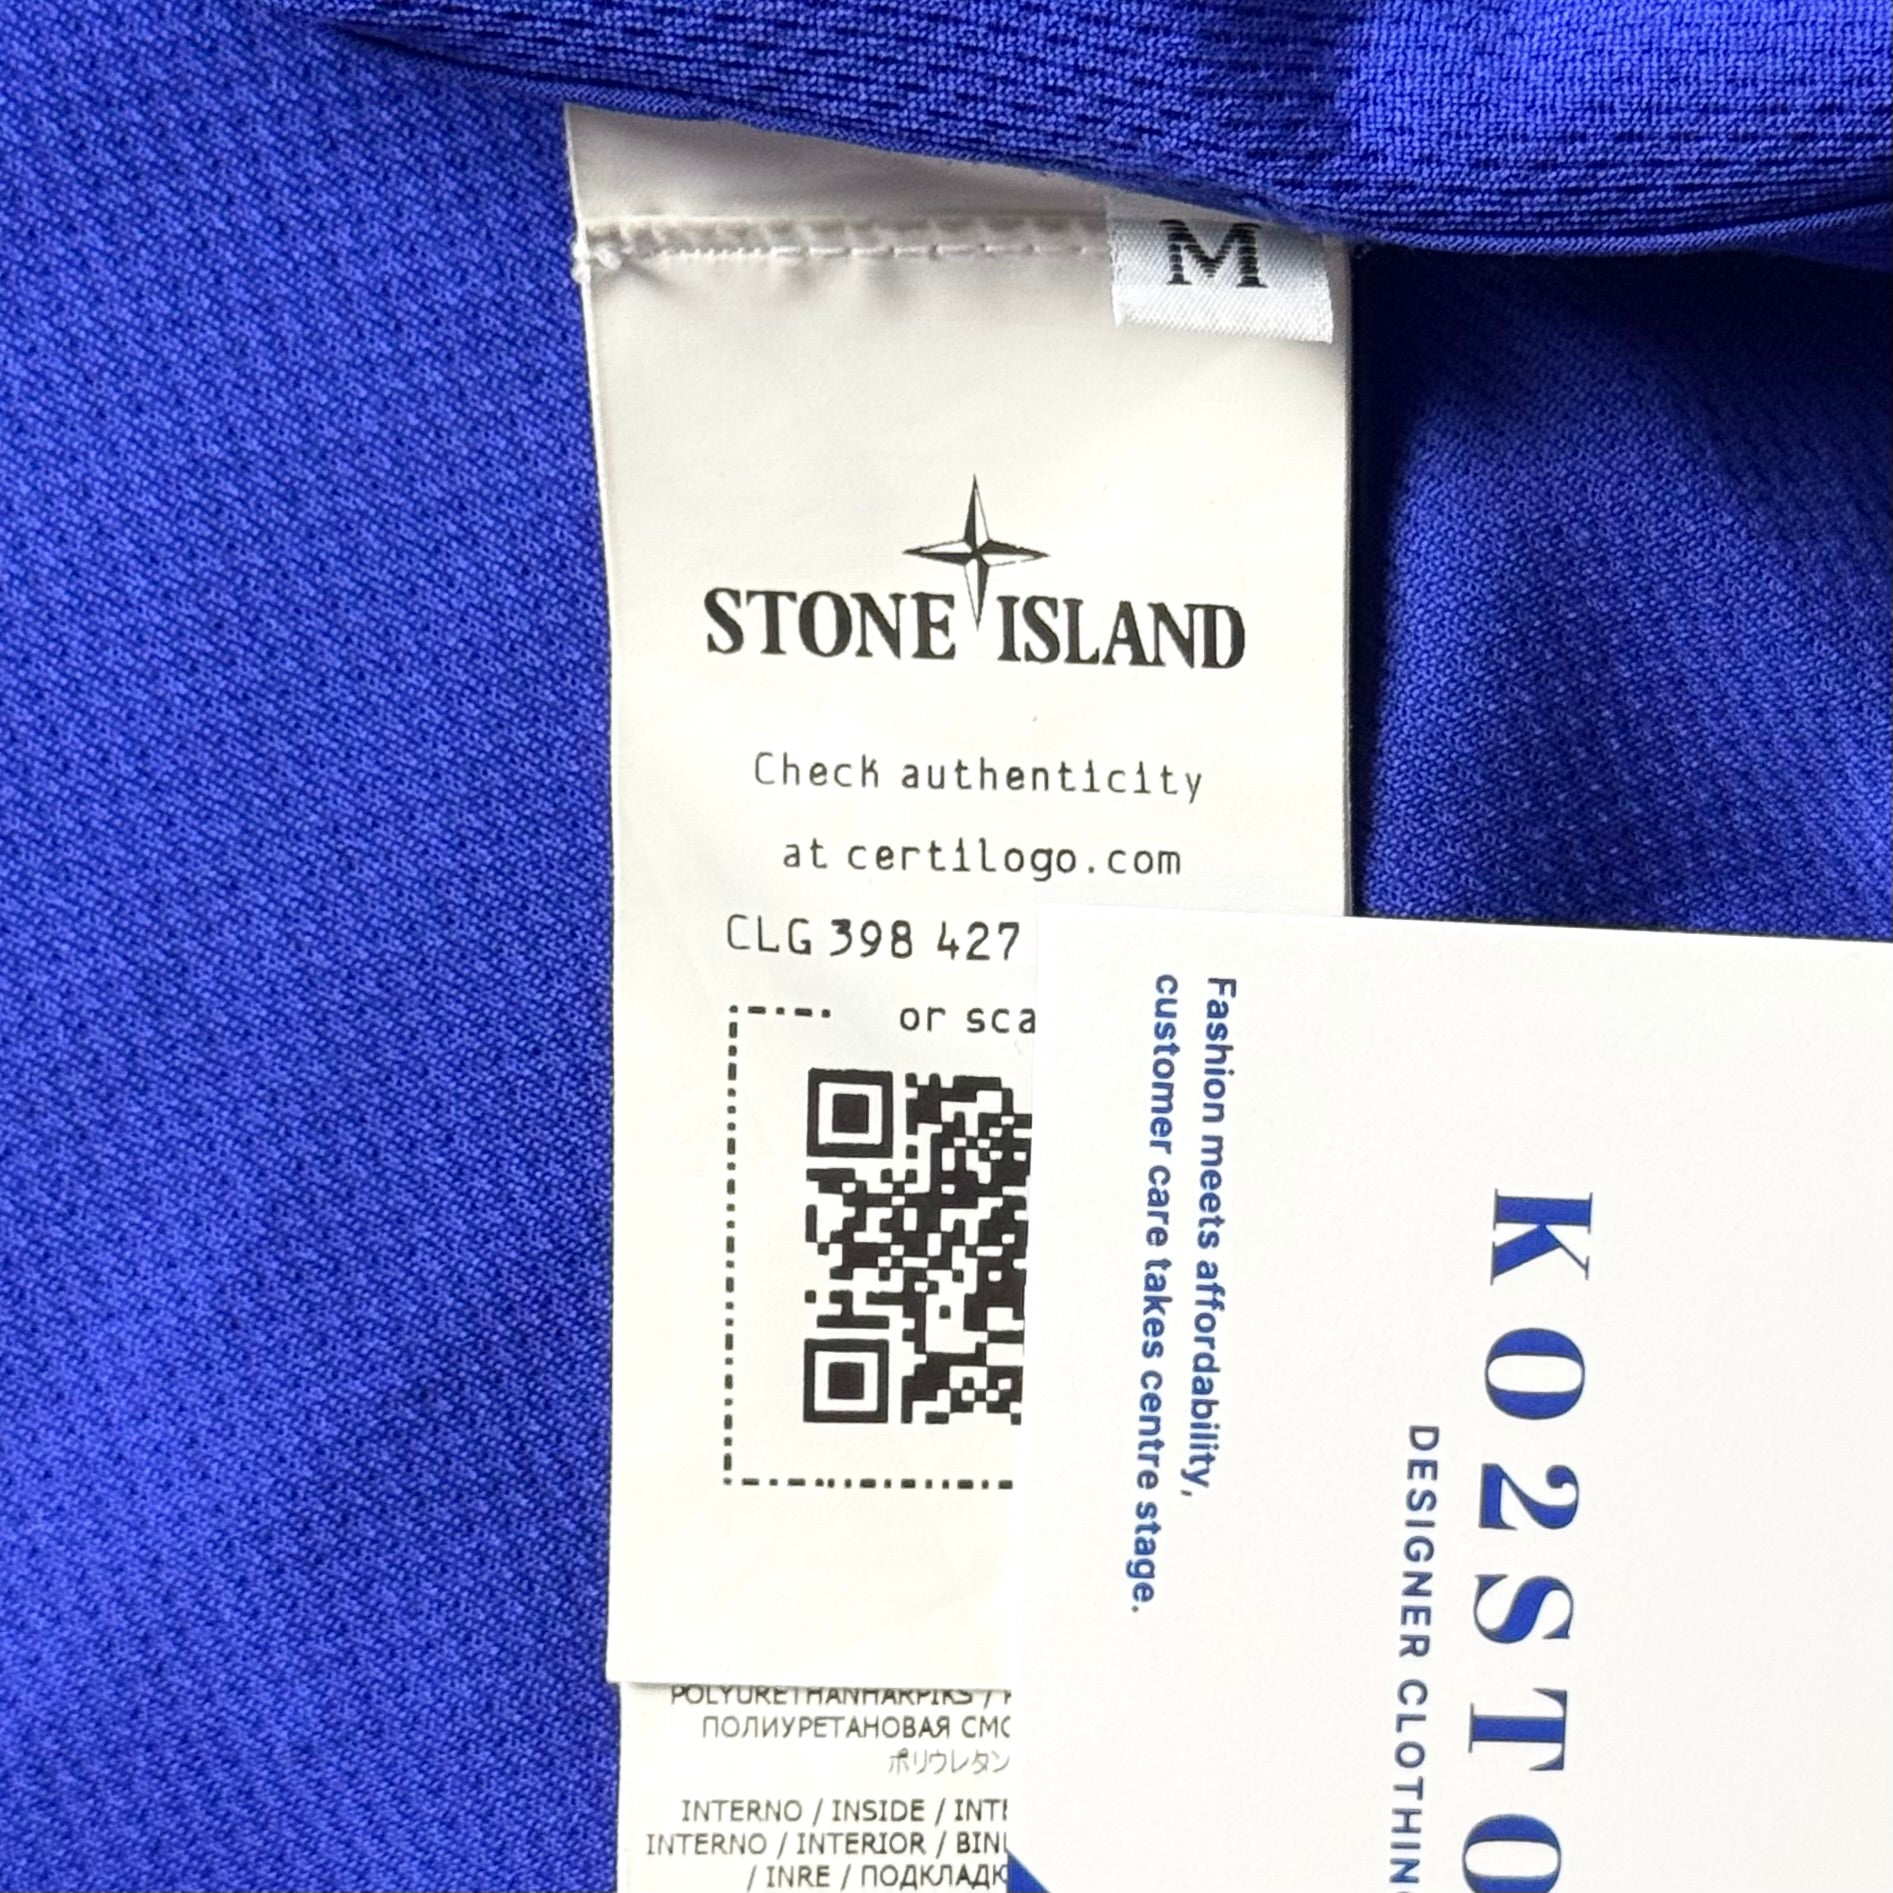 M
STONE ISLAND
Check authenticity
at certilogo.com
CLG 398 427
or sca
Fashion meets affordability,
customer care takes centre stage.
KO2STO
DESIGNER CLOTHIN
POLYURETHANHARPIKS /
ПОЛИУРЕТАНОВАЯ СМО
ポリウレタン
INTERNO / INSIDE / INT
INTERNO / INTERIOR / BIN
/ INRE / ПОДКЛАДК